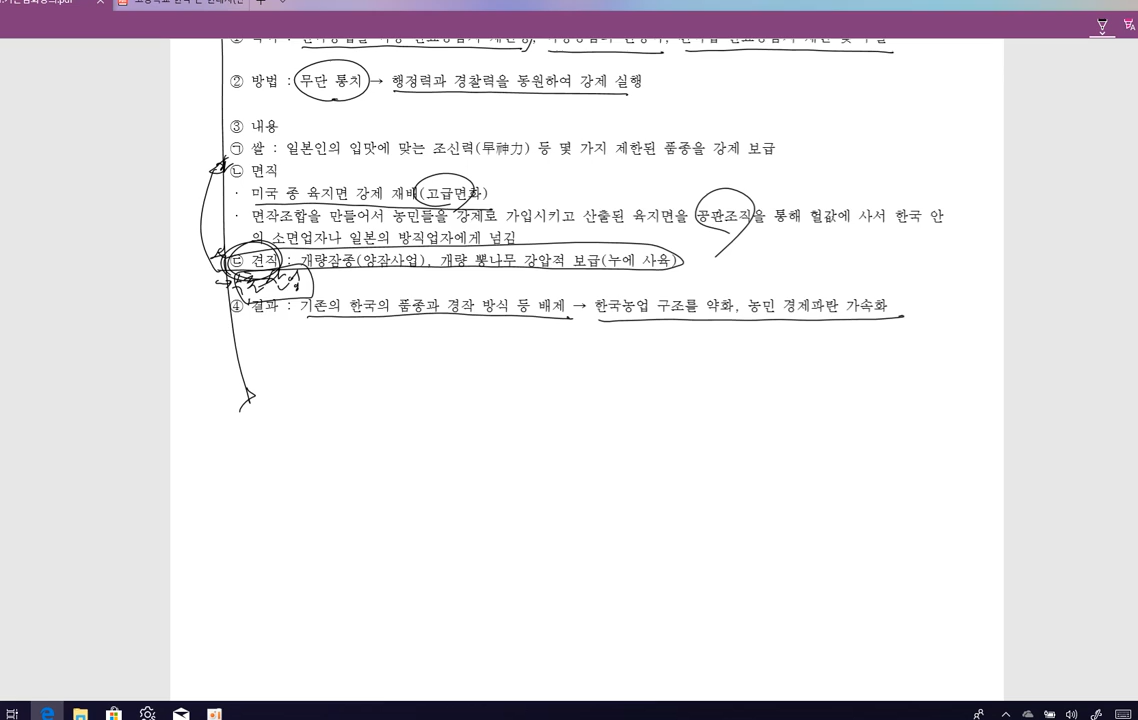 ② 방법 : 무단 통치 → 행정력과 경찰력을 동원하여 강제 실행
③ 내용
㉠ 쌀 : 일본인의 입맛에 맞는 조신력(早神力) 등 몇 가지 제한된 품종을 강제 보급
㉡ 면직
· 미국 종 육지면 강제 재배(고급면화)
· 면작조합을 만들어서 농민들을 강제로 가입시키고 산출된 육지면을 공판조직을 통해 헐값에 사서 한국 안
의 소면업자나 일본의 방직업자에게 넘김
㉢ 견직 : 개량잠종(양잠사업), 개량 뽕나무 강압적 보급(누에 사육)
④ 결과 : 기존의 한국의 품종과 경작 방식 등 배제 → 한국농업 구조를 약화, 농민 경제파탄 가속화